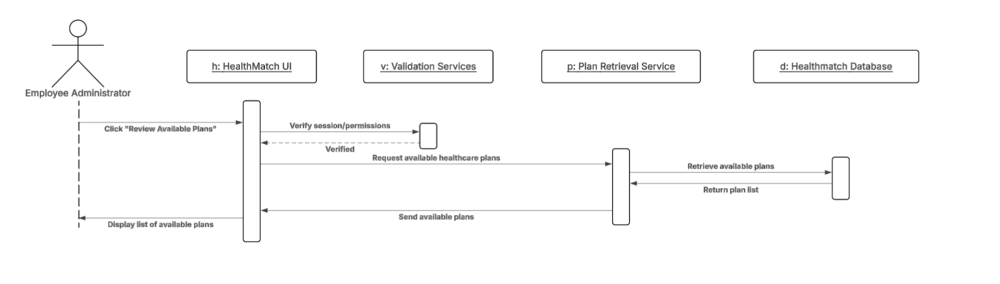 h: HealthMatch UI
v: Validation Services
p: Plan Retrieval Service
d: Healthmatch Database
Employee Administrator
Click "Review Available Plans"
Verify session/permissions
Verified
Request available healthcare plans
Retrieve available plans
Return plan list
Send available plans
Display list of available plans